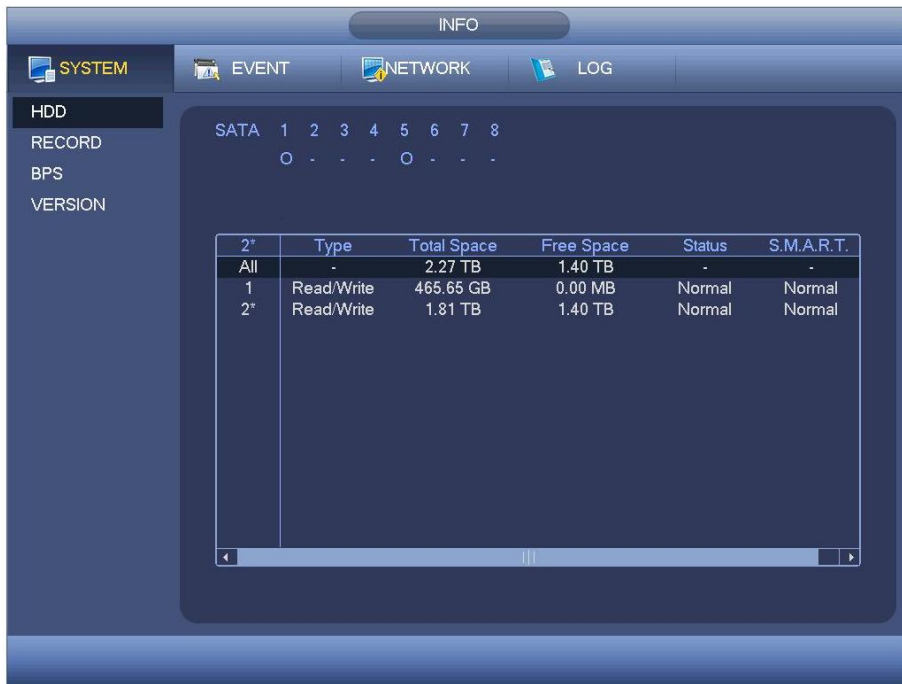 INFO
SYSTEM EVENT NETWORK LOG
HDD
RECORD
BPS
VERSION
SATA 1 2 3 4 5 6 7 8
O - - - O - - -
2* Type Total Space Free Space Status S.M.A.R.T.
All - 2.27 TB 1.40 TB - -
1 Read/Write 465.65 GB 0.00 MB Normal Normal
2* Read/Write 1.81 TB 1.40 TB Normal Normal